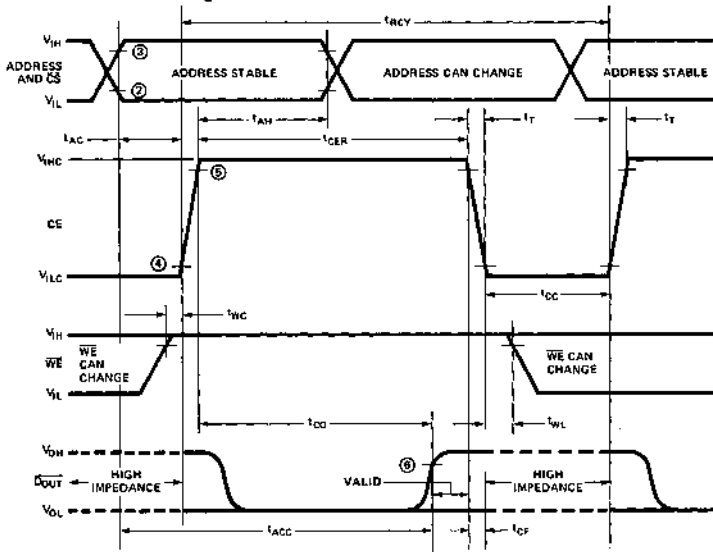 tRCY
VIH
③
ADDRESS AND CS
ADDRESS STABLE
ADDRESS CAN CHANGE
ADDRESS STABLE
②
VIL
tAC
tAH
tCER
tT
tT
VIHC
⑤
CE
④
VILC
tCC
tWC
VIH
WE
WE CAN CHANGE
WE CAN CHANGE
VIL
tCO
tWL
VOH
⑥
DOUT
HIGH IMPEDANCE
VALID
HIGH IMPEDANCE
VOL
tACC
tCF